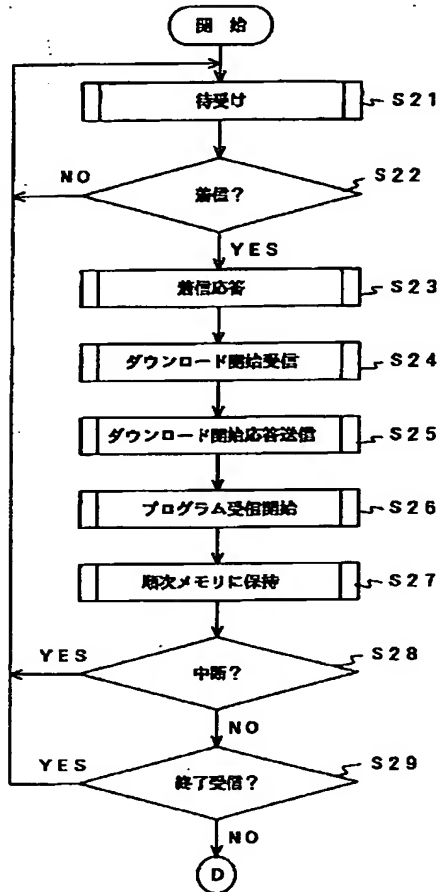 開 始
待受け
S21
着信?
S22
NO
YES
着信応答
S23
ダウンロード開始受信
S24
ダウンロード開始応答送信
S25
プログラム受信開始
S26
順次メモリに保持
S27
中断?
S28
YES
NO
終了受信?
S29
YES
NO
D